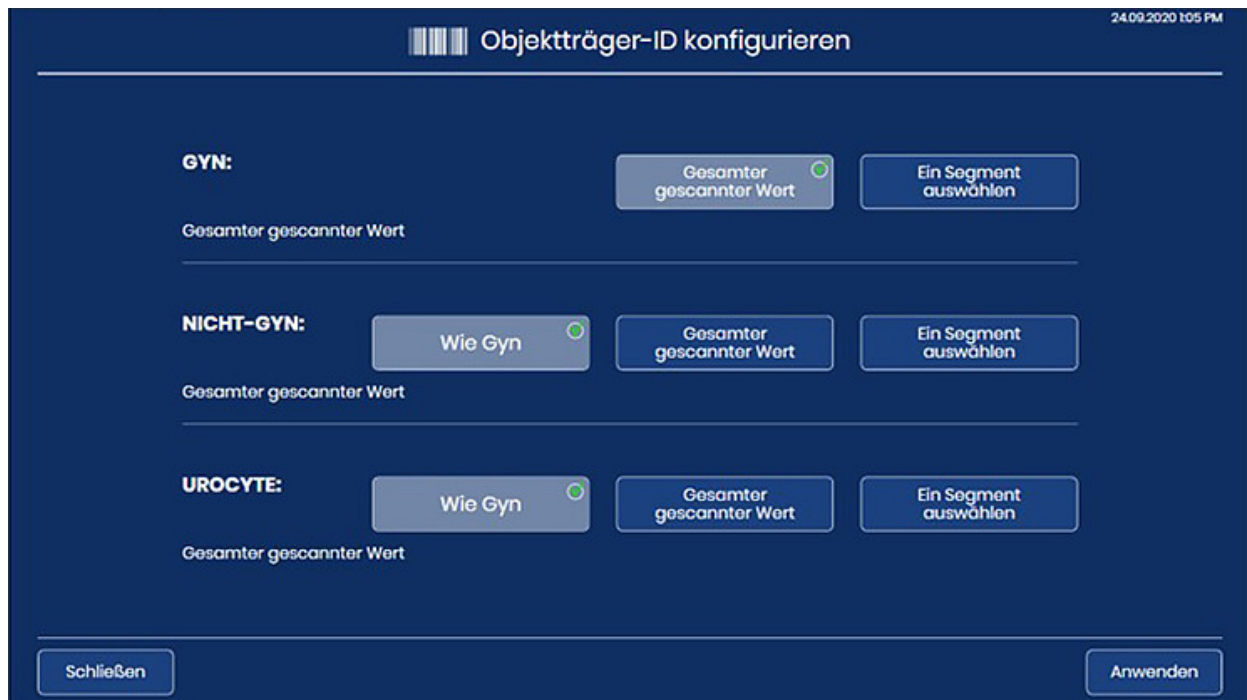 24.09.2020 1:05 PM
Objektträger-ID konfigurieren
GYN:
Gesamter
gescannter Wert
Ein Segment
auswählen
Gesamter gescannter Wert
NICHT-GYN:
Wie Gyn
Gesamter
gescannter Wert
Ein Segment
auswählen
Gesamter gescannter Wert
UROCYTE:
Wie Gyn
Gesamter
gescannter Wert
Ein Segment
auswählen
Gesamter gescannter Wert
Schließen
Anwenden